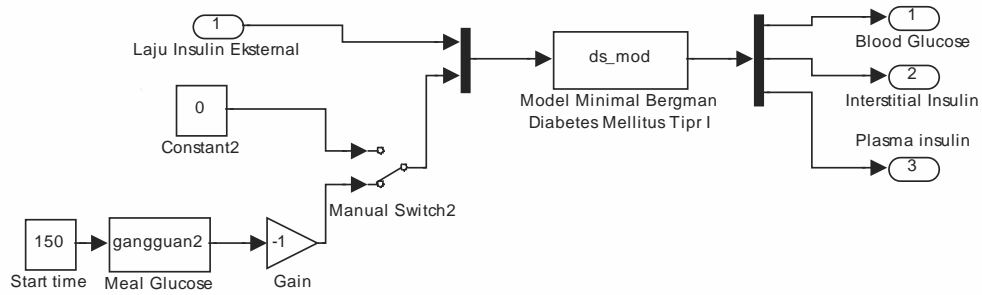 1
Laju Insulin Eksternal
0
Constant2
150
Start time
gangguan2
Meal Glucose
-1
Gain
Manual Switch2
ds_mod
Model Minimal Bergman
Diabetes Mellitus Tipr I
1
Blood Glucose
2
Interstitial Insulin
Plasma insulin
3